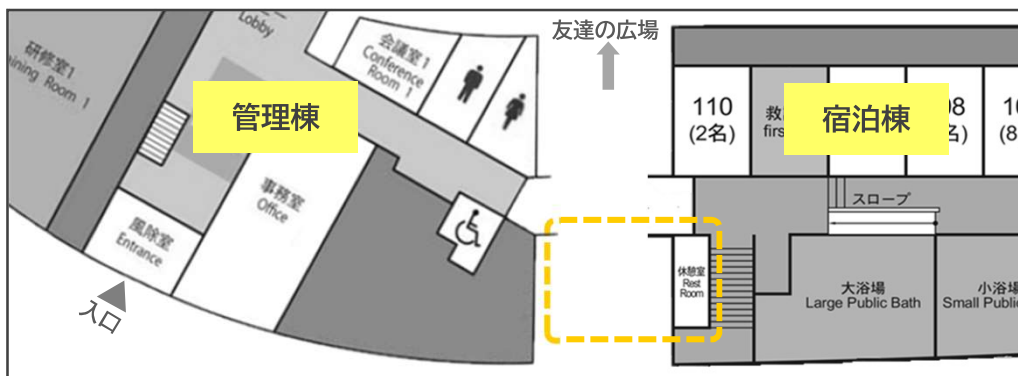 研修室1
Training Room 1
Lobby
会議室1
Conference
Room 1
管理棟
事務室
Office
風除室
Entrance
入口
友達の広場
110
(2名)
宿泊棟
スロープ
休憩室
Rest
Room
大浴場
Large Public Bath
小浴場
Small Public